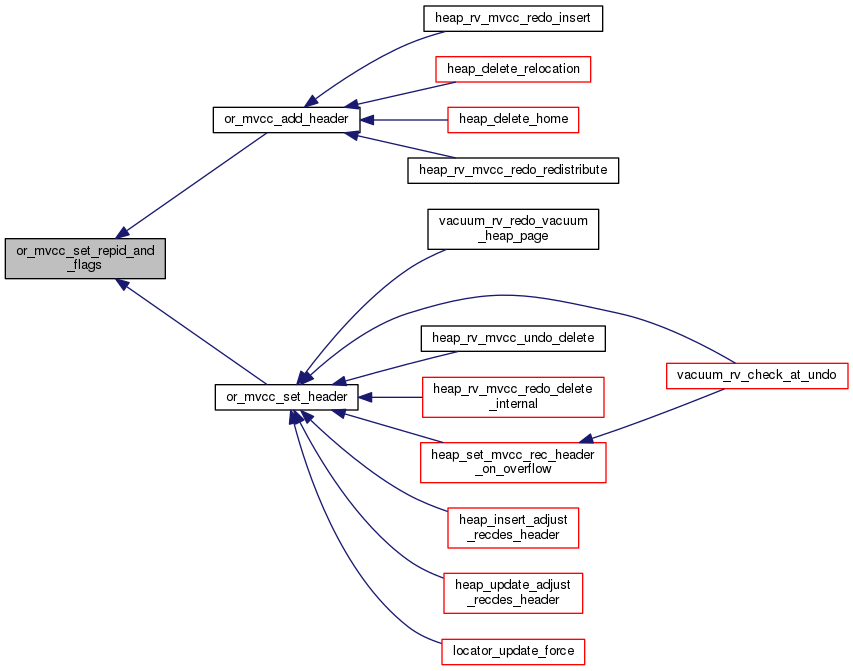 heap_rv_mvcc_redo_insert
heap_delete_relocation
or_mvcc_add_header
heap_delete_home
heap_rv_mvcc_redo_redistribute
vacuum_rv_redo_vacuum
_heap_page
or_mvcc_set_repid_and
_flags
heap_rv_mvcc_undo_delete
vacuum_rv_check_at_undo
heap_rv_mvcc_redo_delete
_internal
or_mvcc_set_header
heap_set_mvcc_rec_header
_on_overflow
heap_insert_adjust
_recdes_header
heap_update_adjust
_recdes_header
locator_update_force